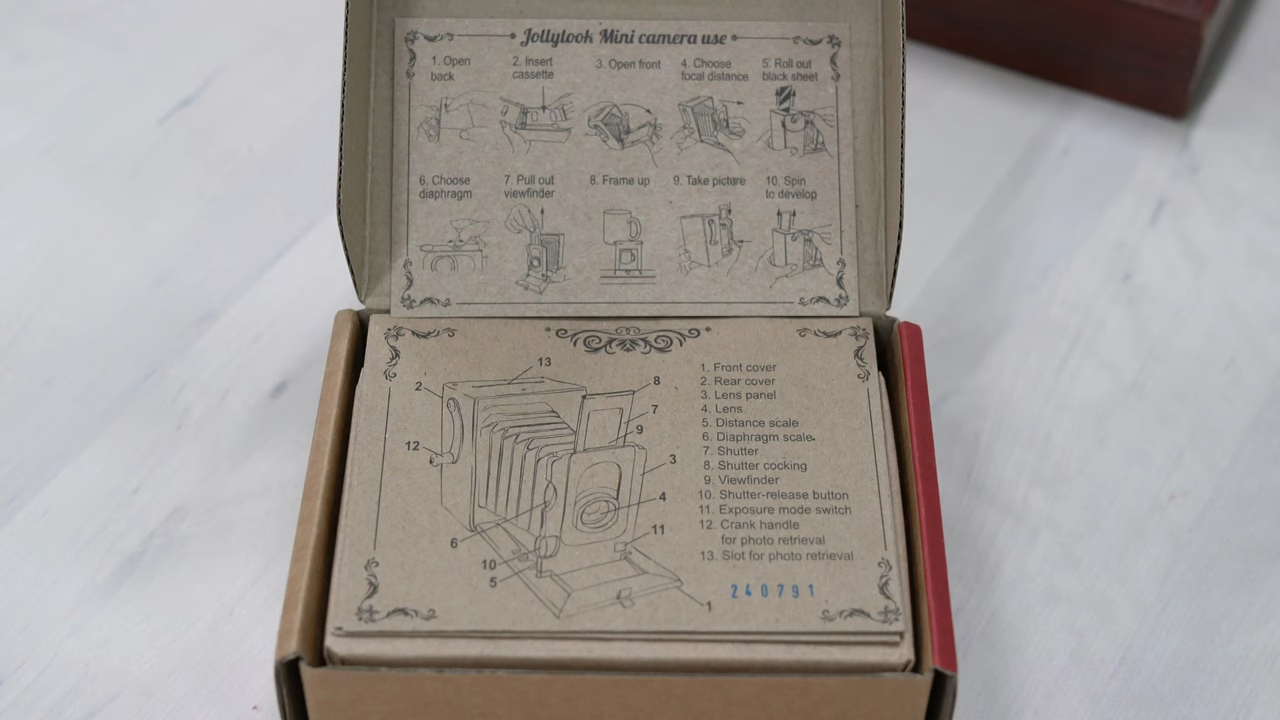 Jollylook Mini camera use
1. Open
back
2. Insert
cassette
3. Open front
4. Choose
focal distance
5. Roll out
black sheet
6. Choose
diaphragm
7. Pull out
viewfinder
8. Frame up
9. Take picture
10. Spin
to develop
13
2
8
7
9
12
3
4
11
6
10
5
1
1. Front cover
2. Rear cover
3. Lens panel
4. Lens
5. Distance scale
6. Diaphragm scale
7. Shutter
8. Shutter cocking
9. Viewfinder
10. Shutter-release button
11. Exposure mode switch
12. Crank handle
for photo retrieval
13. Slot for photo retrieval
240791